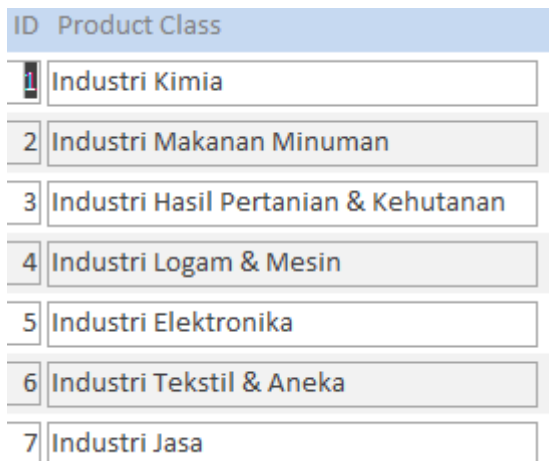 ID Product Class
1 Industri Kimia
2 Industri Makanan Minuman
3 Industri Hasil Pertanian & Kehutanan
4 Industri Logam & Mesin
5 Industri Elektronika
6 Industri Tekstil & Aneka
7 Industri Jasa